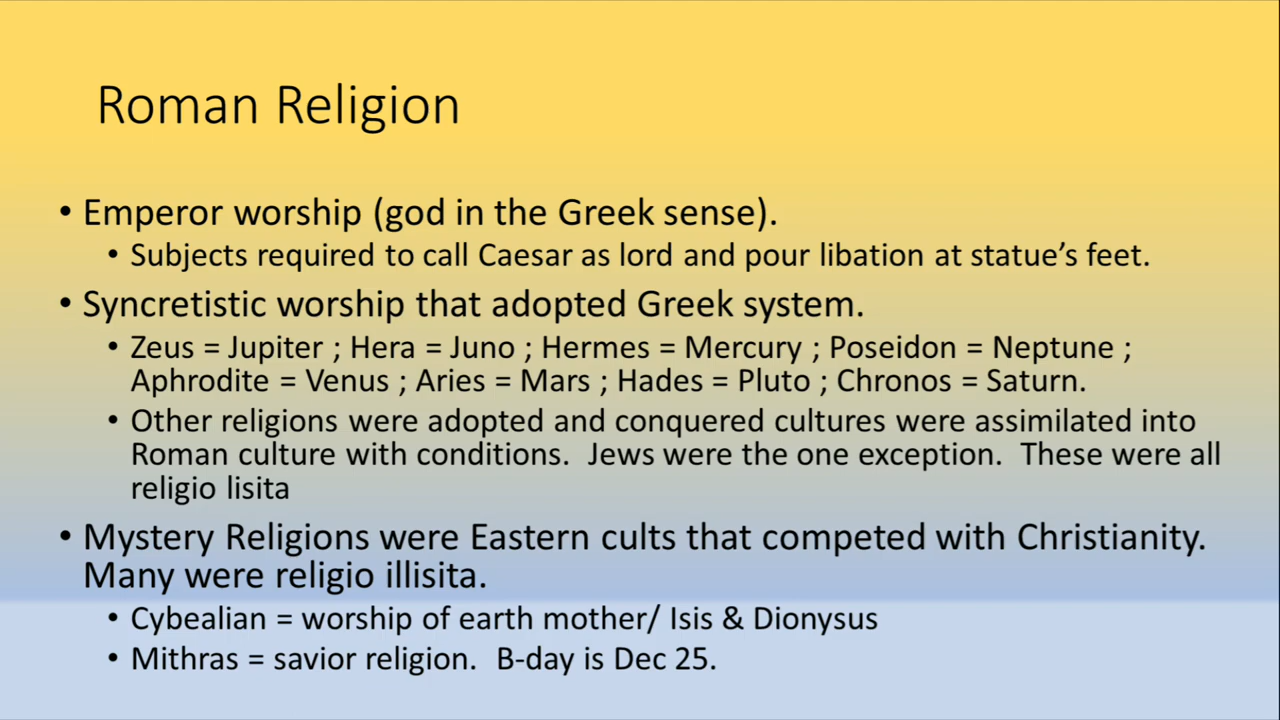 Roman Religion
• Emperor worship (god in the Greek sense).
• Subjects required to call Caesar as lord and pour libation at statue's feet.
• Syncretistic worship that adopted Greek system.
• Zeus = Jupiter ; Hera = Juno ; Hermes = Mercury ; Poseidon = Neptune ;
Aphrodite = Venus ; Aries = Mars ; Hades = Pluto ; Chronos = Saturn.
• Other religions were adopted and conquered cultures were assimilated into
Roman culture with conditions.  Jews were the one exception.  These were all
religio lisita
• Mystery Religions were Eastern cults that competed with Christianity.
Many were religio illisita.
• Cybealian = worship of earth mother/ Isis & Dionysus
• Mithras = savior religion.  B-day is Dec 25.